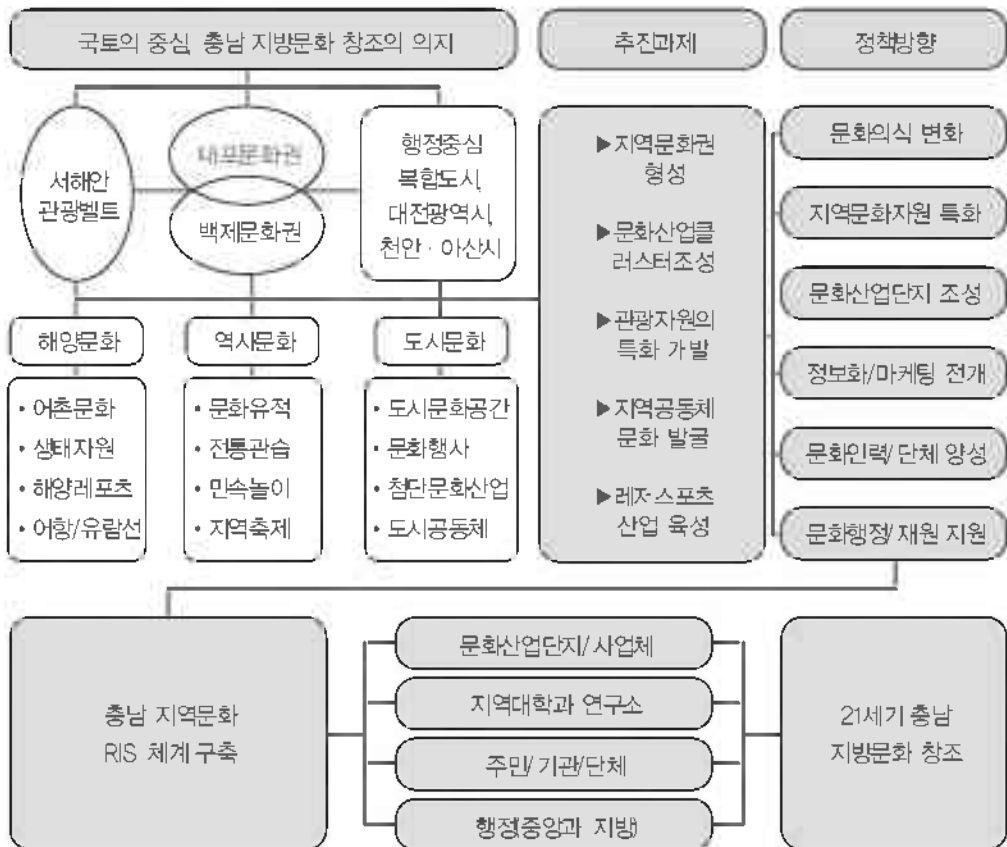 국토의 중심, 충남 지방문화 창조의 의지
추진과제
정책방향
서해안
관광벨트
내포문화권
백제문화권
행정중심
복합도시,
대전광역시,
천안 · 아산시
해양문화
역사문화
도시문화
• 어촌문화
• 생태자원
• 해양레포츠
• 어항/유람선
• 문화유적
• 전통관습
• 민속놀이
• 지역축제
• 도시문화공간
• 문화행사
• 첨단문화산업
• 도시공동체
▶지역문화권
형성
▶문화산업클
러스터조성
▶관광자원의
특화 개발
▶지역공동체
문화 발굴
▶레저스포츠
산업 육성
문화의식 변화
지역문화자원 특화
문화산업단지 조성
정보화/마케팅 전개
문화인력/단체 양성
문화행정/재원 지원
충남 지역문화
RIS 체계 구축
문화산업단지/사업체
지역대학과 연구소
주민/기관/단체
행정(중앙과 지방)
21세기 충남
지방문화 창조